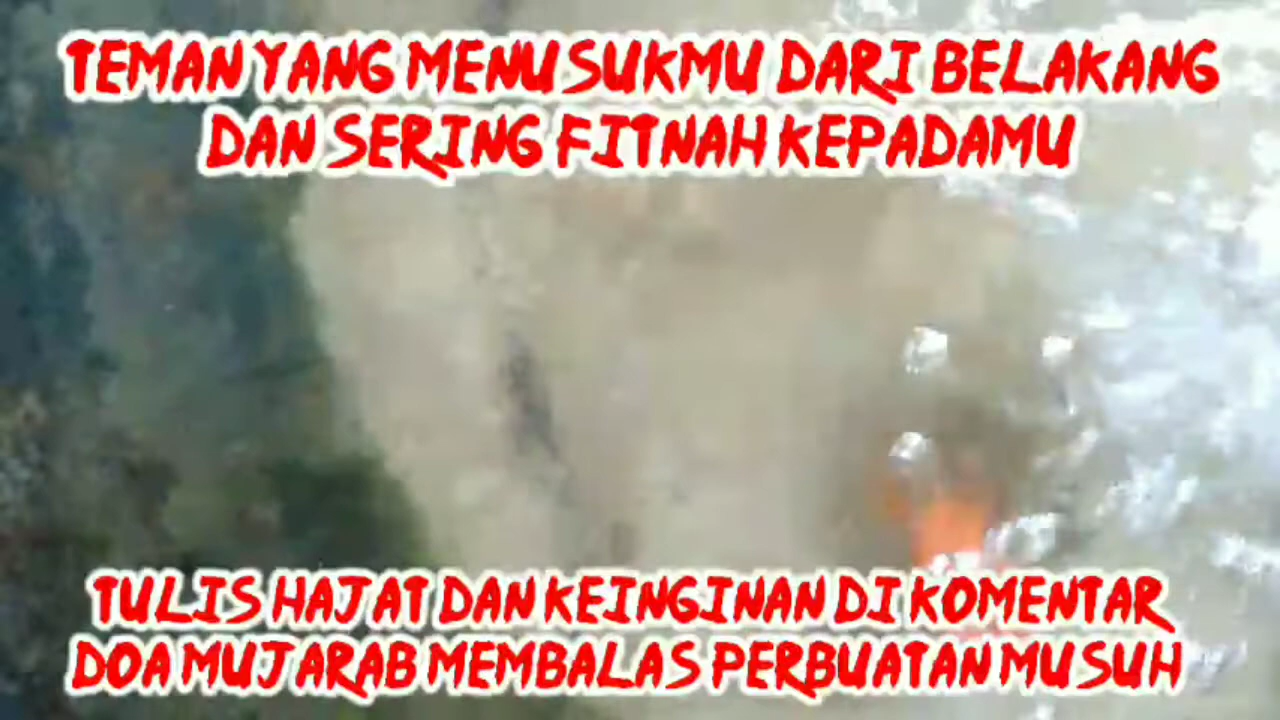 TEMAN YANG MENUSUKMU DARI BELAKANG
DAN SERING FITNAH KEPADAMU
TULIS HAJAT DAN KEINGINAN DI KOMENTAR
DOA MUJARAB MEMBALAS PERBUATAN MUSUH